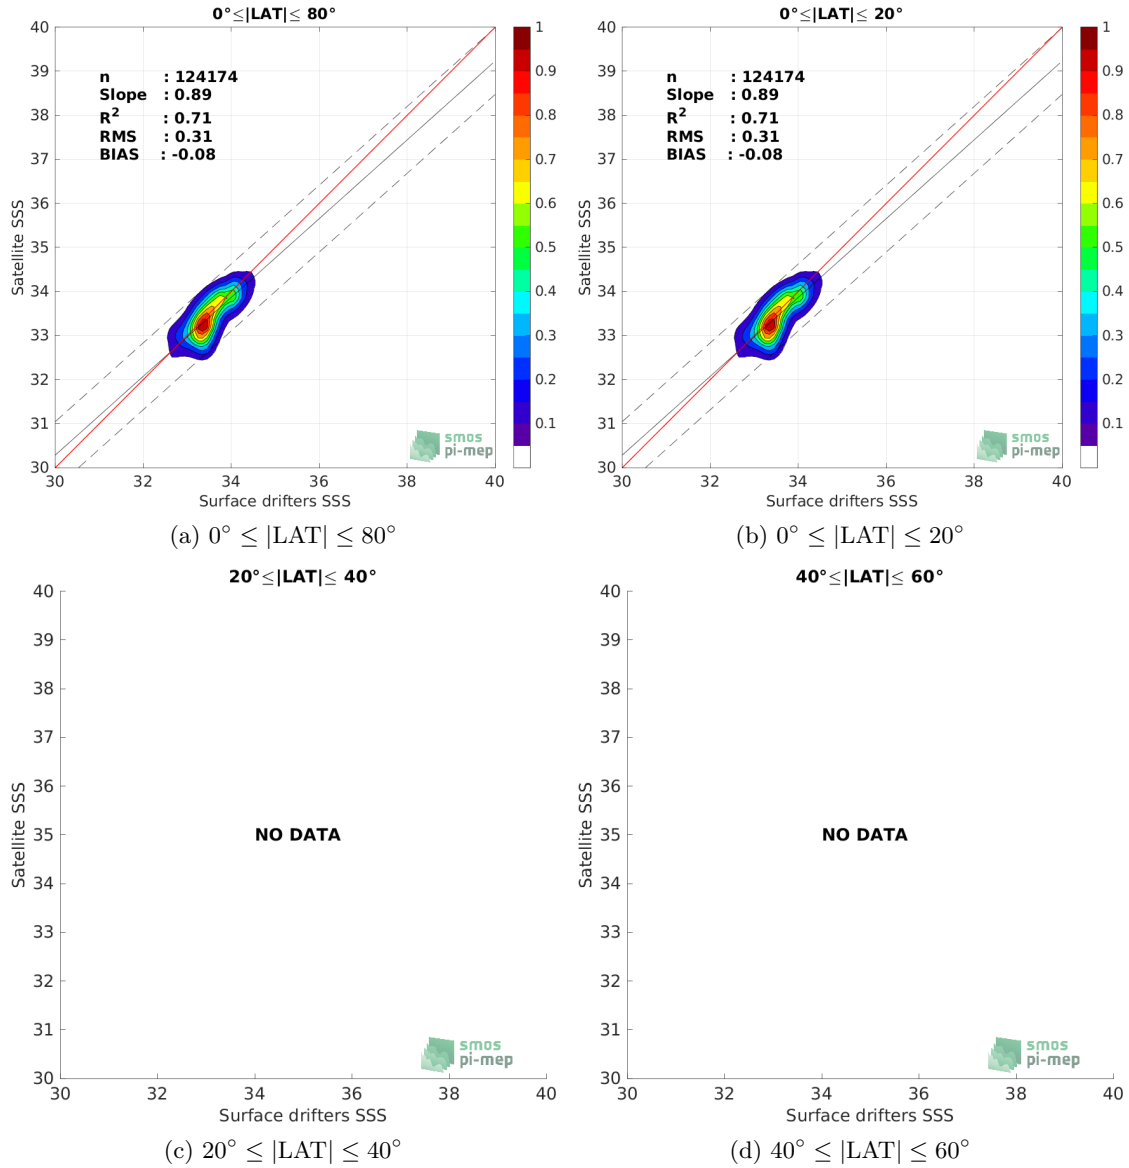 0°≤|LAT|≤ 80°
40
39
38
37
36
35
34
33
32
31
30
Satellite SSS
n : 124174
Slope : 0.89
R² : 0.71
RMS : 0.31
BIAS : -0.08
smos
pi-mep
30 32 34 36 38 40
Surface drifters SSS
1
0.9
0.8
0.7
0.6
0.5
0.4
0.3
0.2
0.1
(a) 0° ≤ |LAT| ≤ 80°
0°≤|LAT|≤ 20°
40
39
38
37
36
35
34
33
32
31
30
Satellite SSS
n : 124174
Slope : 0.89
R² : 0.71
RMS : 0.31
BIAS : -0.08
smos
pi-mep
30 32 34 36 38 40
Surface drifters SSS
1
0.9
0.8
0.7
0.6
0.5
0.4
0.3
0.2
0.1
(b) 0° ≤ |LAT| ≤ 20°
20°≤|LAT|≤ 40°
40
39
38
37
36
35
34
33
32
31
30
Satellite SSS
NO DATA
smos
pi-mep
30 32 34 36 38 40
Surface drifters SSS
(c) 20° ≤ |LAT| ≤ 40°
40°≤|LAT|≤ 60°
40
39
38
37
36
35
34
33
32
31
30
Satellite SSS
NO DATA
smos
pi-mep
30 32 34 36 38 40
Surface drifters SSS
(d) 40° ≤ |LAT| ≤ 60°